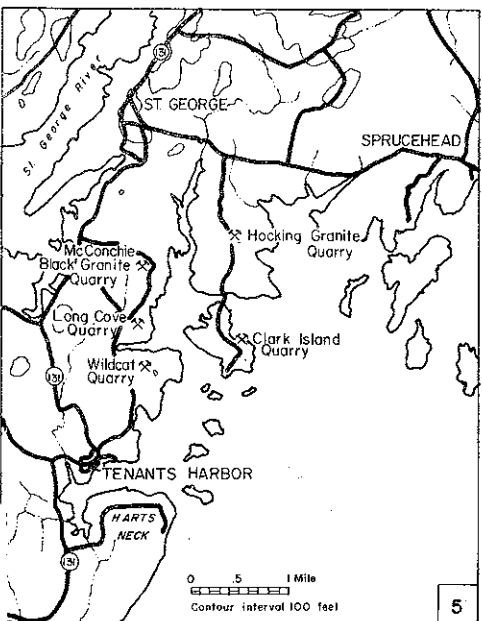 131
St. George River
ST. GEORGE
SPRUCEHEAD
Hocking Granite
Quarry
McConchie
Black Granite
Quarry
Long Cove
Quarry
Clark Island
Quarry
Wildcat
Quarry
131
TENANTS HARBOR
HARTS
NECK
131
0 .5 1 Mile
Contour interval 100 feet
5